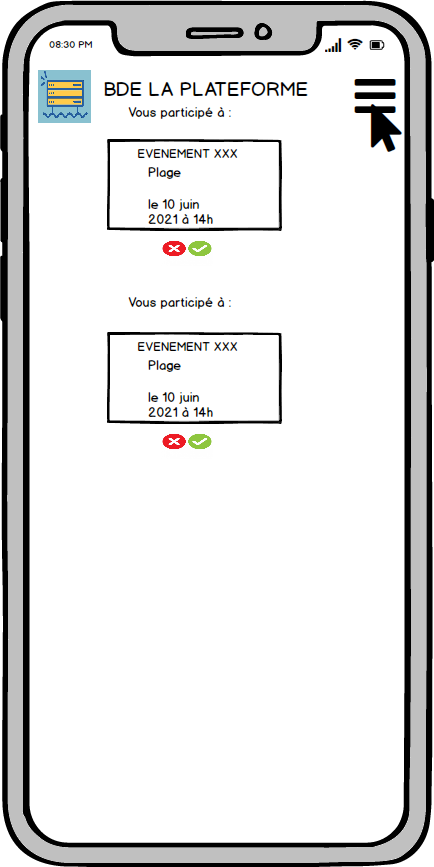 08:30 PM
BDE LA PLATEFORME
Vous participé à :
EVENEMENT XXX
Plage
le 10 juin
2021 à 14h
Vous participé à :
EVENEMENT XXX
Plage
le 10 juin
2021 à 14h